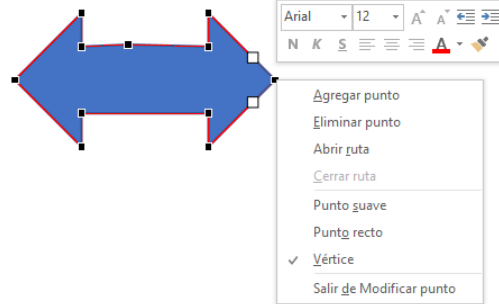 Arial 12 A A
N K S A
Agregar punto
Eliminar punto
Abrir ruta
Cerrar ruta
Punto suave
Punto recto
Vértice
Salir de Modificar punto